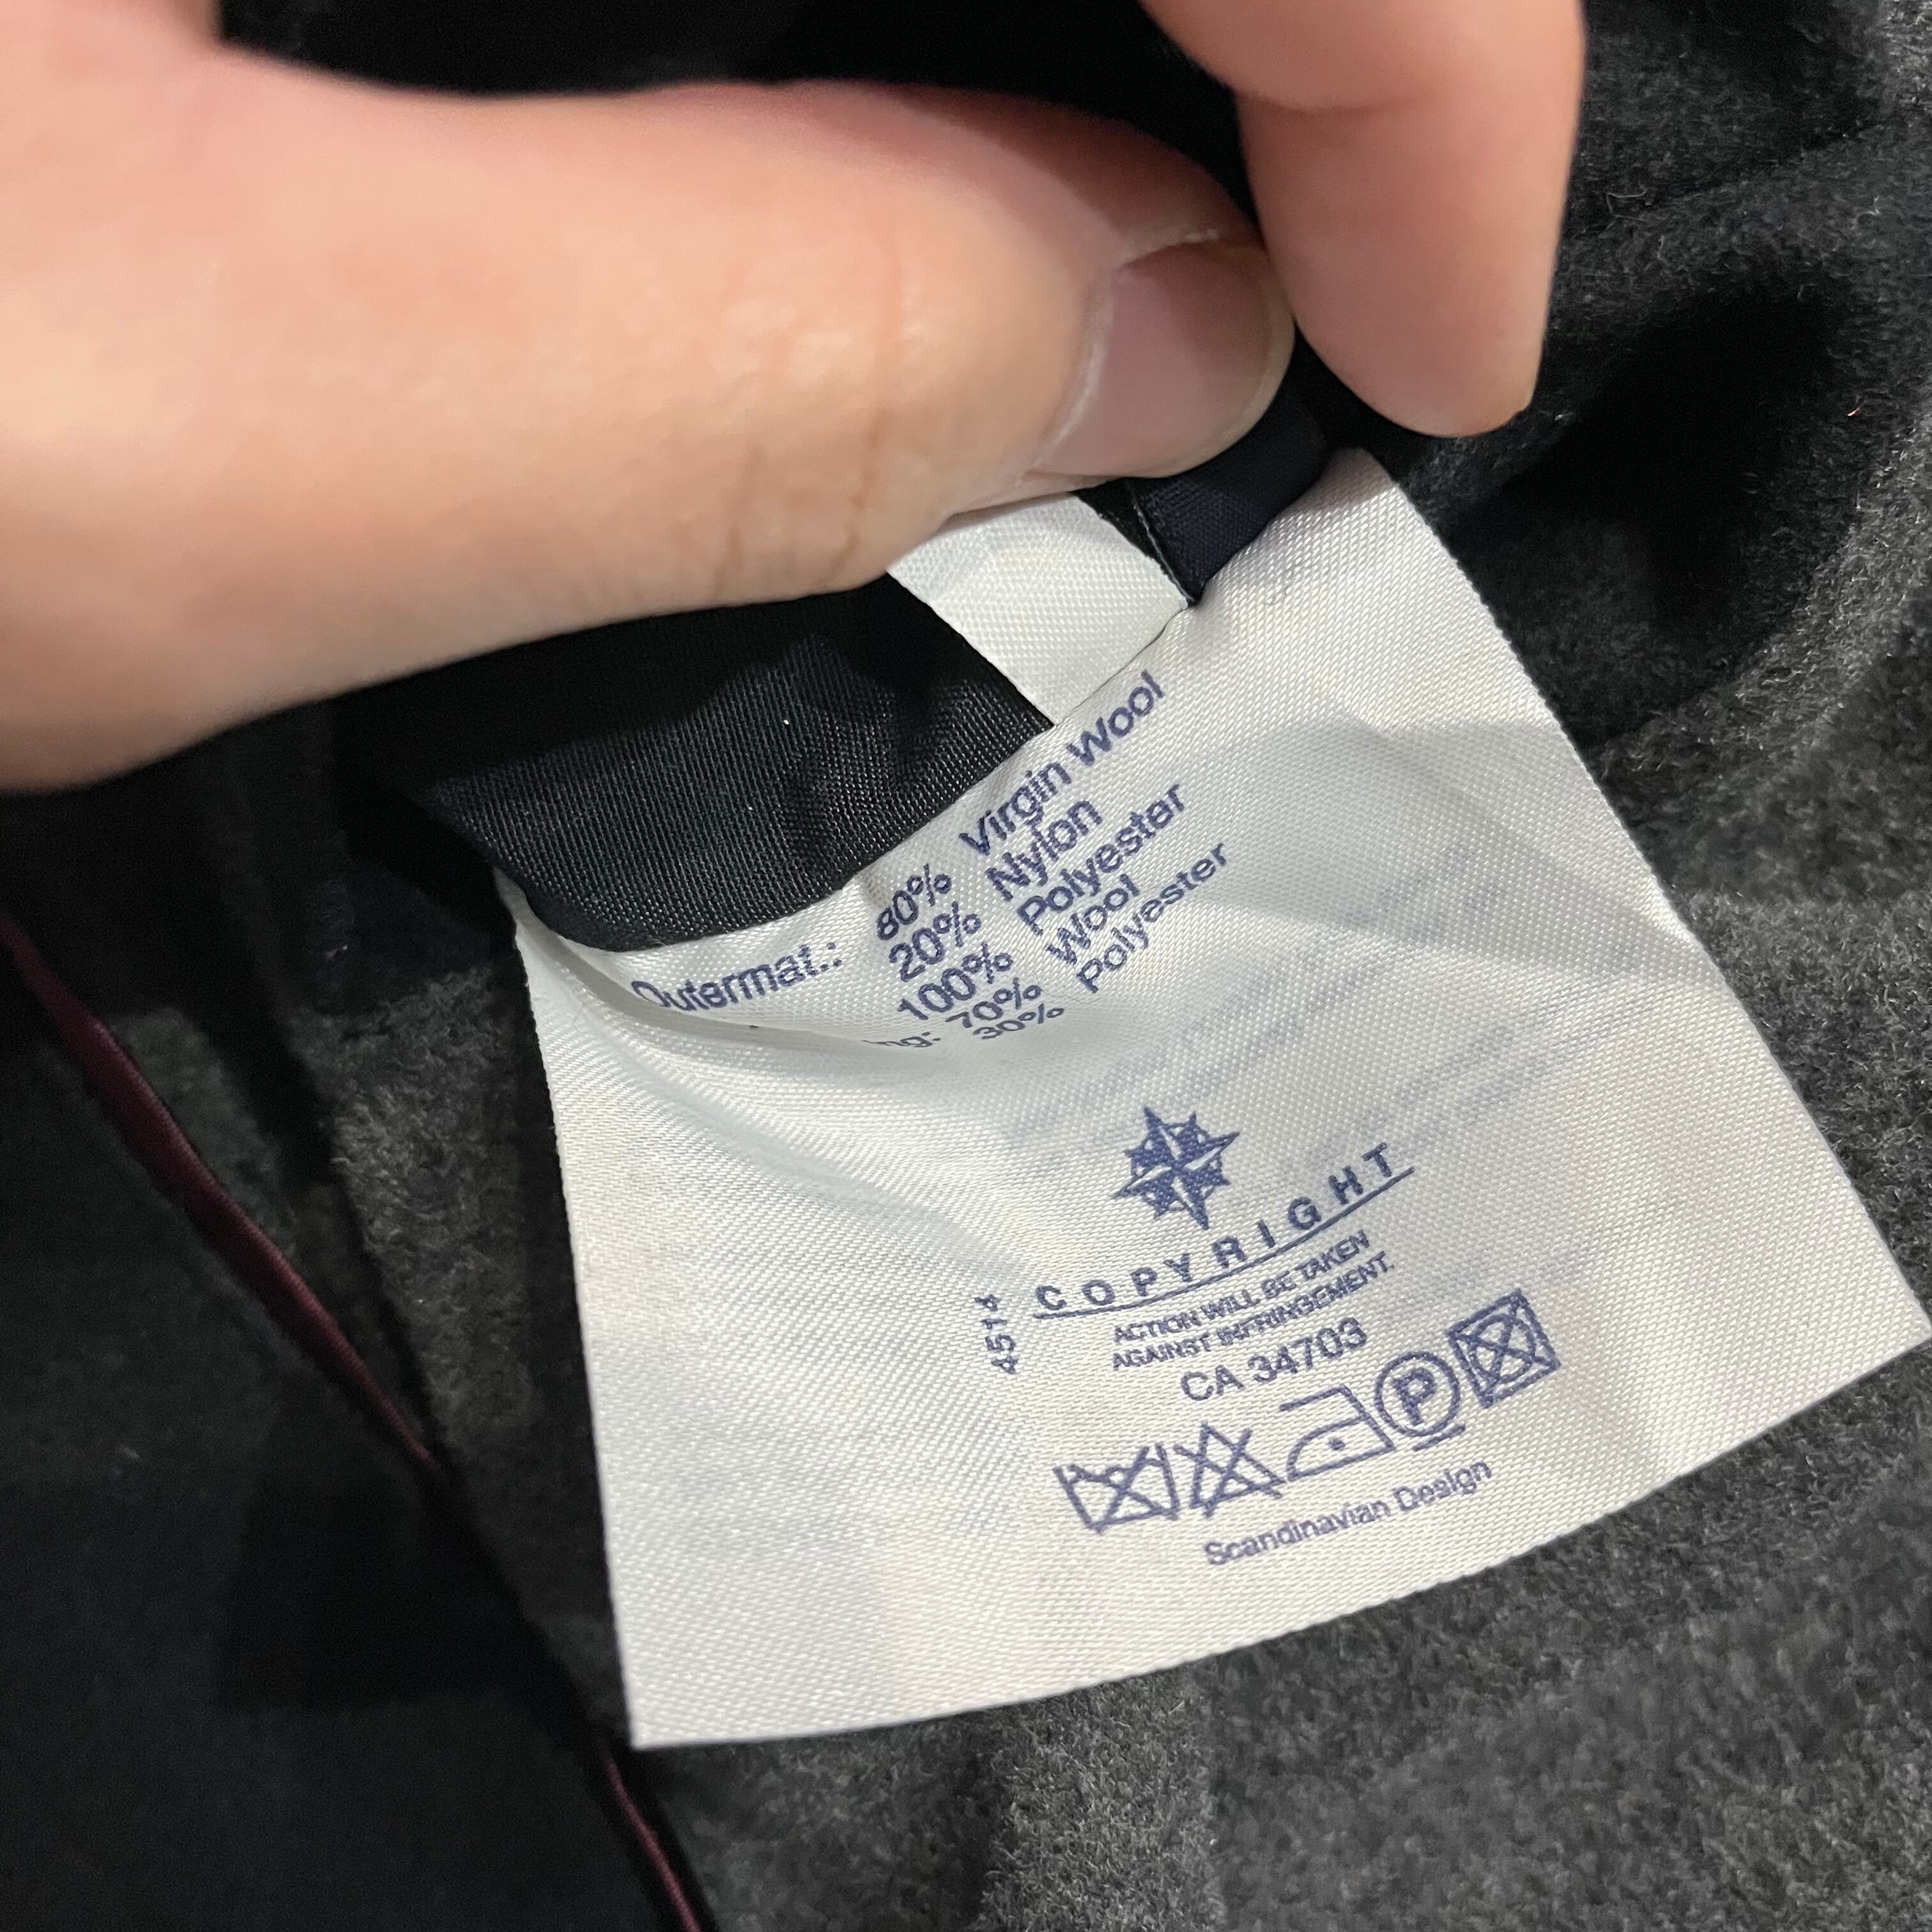 Outermat.: 80% Virgin Wool
20% Nylon
100% Polyester
70% Wool
30% Polyester
COPYRIGHT
ACTION WILL BE TAKEN
AGAINST INFRINGEMENT.
4514
CA 34703
P
Scandinavian Design